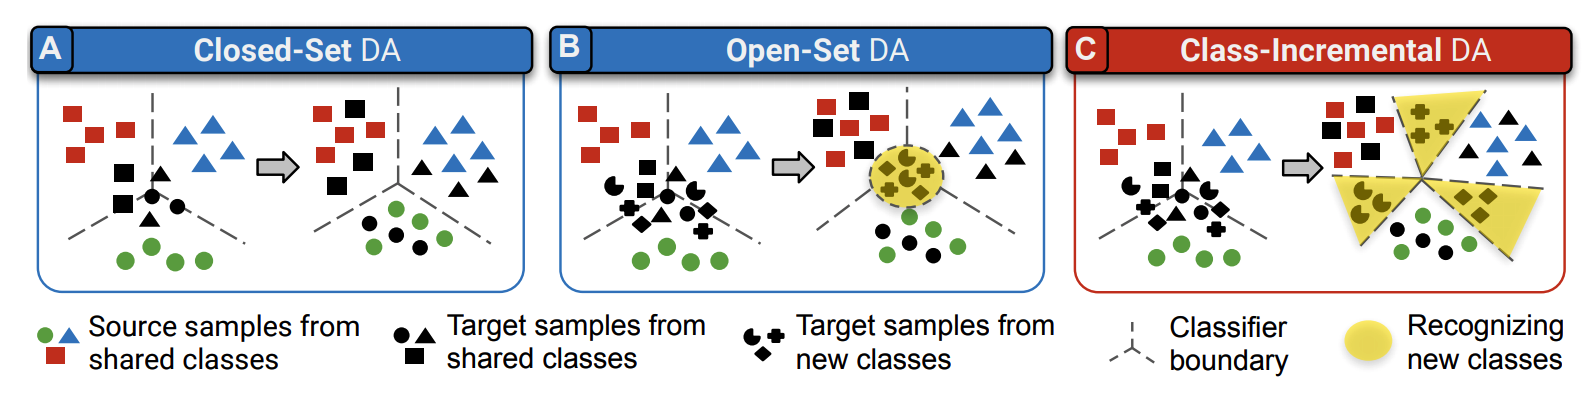 A
Closed-Set DA
B
Open-Set DA
C
Class-Incremental DA
Source samples from
shared classes
Target samples from
shared classes
Target samples from
new classes
Classifier
boundary
Recognizing
new classes